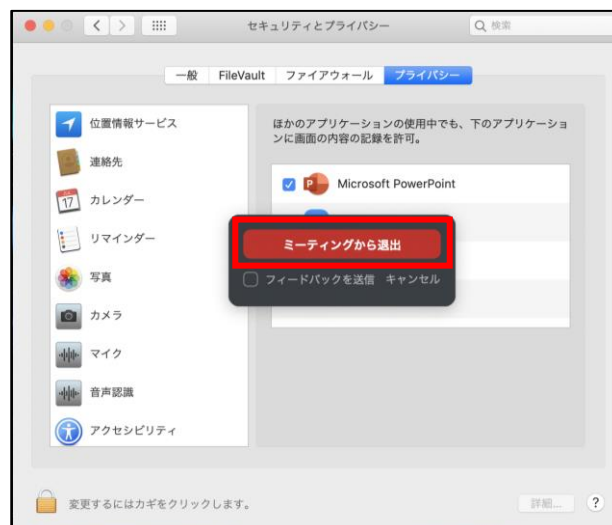 セキュリティとプライバシー
検索
一般
FileVault
ファイアウォール
プライバシー
位置情報サービス
連絡先
17
カレンダー
リマインダー
写真
カメラ
マイク
音声認識
アクセシビリティ
ほかのアプリケーションの使用中でも、下のアプリケーショ
ンに画面の内容の記録を許可。
P
Microsoft PowerPoint
ミーティングから退出
フィードバックを送信 キャンセル
変更するにはカギをクリックします。
詳細...
?